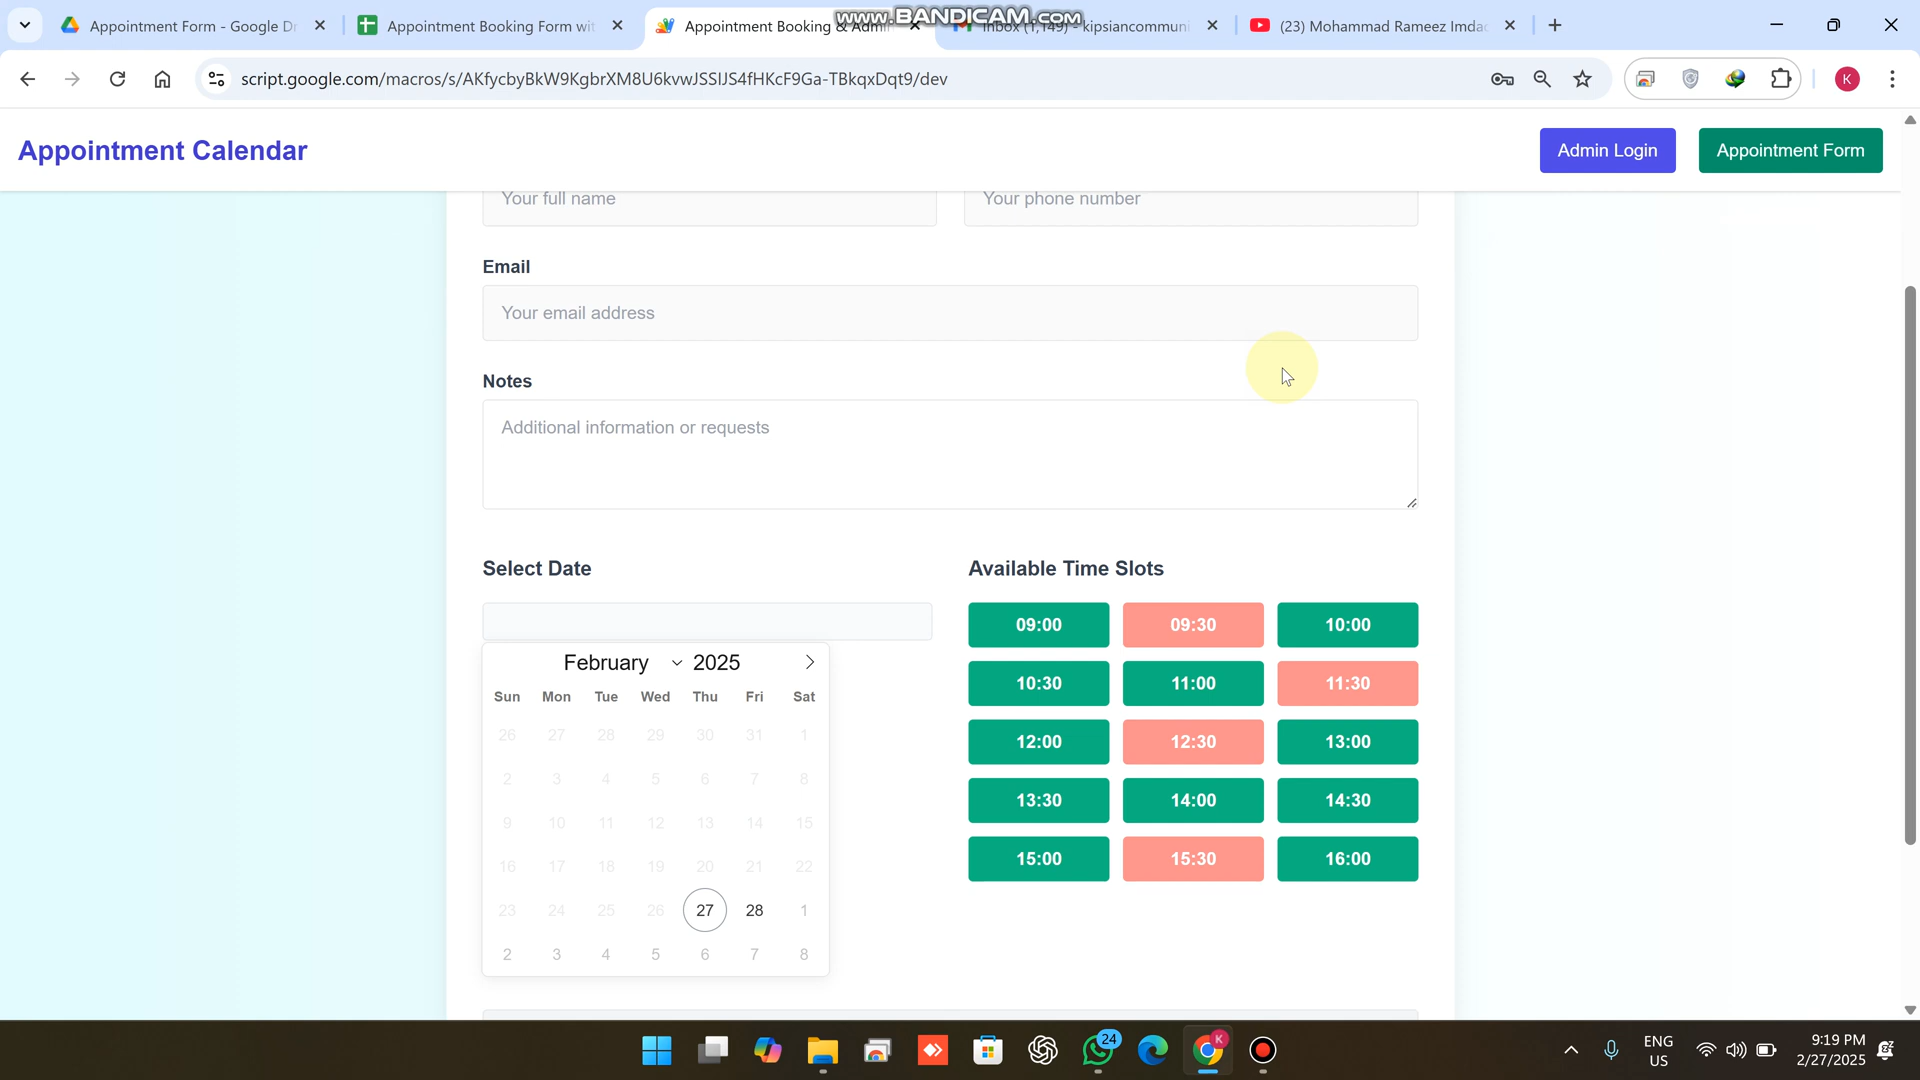 Appointment Form - Google Dr
Appointment Booking Form wit
Appointment Booking & Admi
www.BANDICAM.com
Inbox (1,149) - kipsiancommuni
(23) Mohammad Rameez Imdad
script.google.com/macros/s/AKfycbyBkW9KgbrXM8U6kvwJSSIJS4fHKcF9Ga-TBkqxDqt9/dev
K
Appointment Calendar
Admin Login
Appointment Form
Your full name
Your phone number
Email
Your email address
Notes
Additional information or requests
Select Date
Available Time Slots
09:00 09:30 10:00
10:30 11:00 11:30
12:00 12:30 13:00
13:30 14:00 14:30
15:00 15:30 16:00
February 2025
Sun Mon Tue Wed Thu Fri Sat
26 27 28 29 30 31 1
2 3 4 5 6 7 8
9 10 11 12 13 14 15
16 17 18 19 20 21 22
23 24 25 26 27 28 1
2 3 4 5 6 7 8
24
K
ENG
US
9:19 PM
2/27/2025